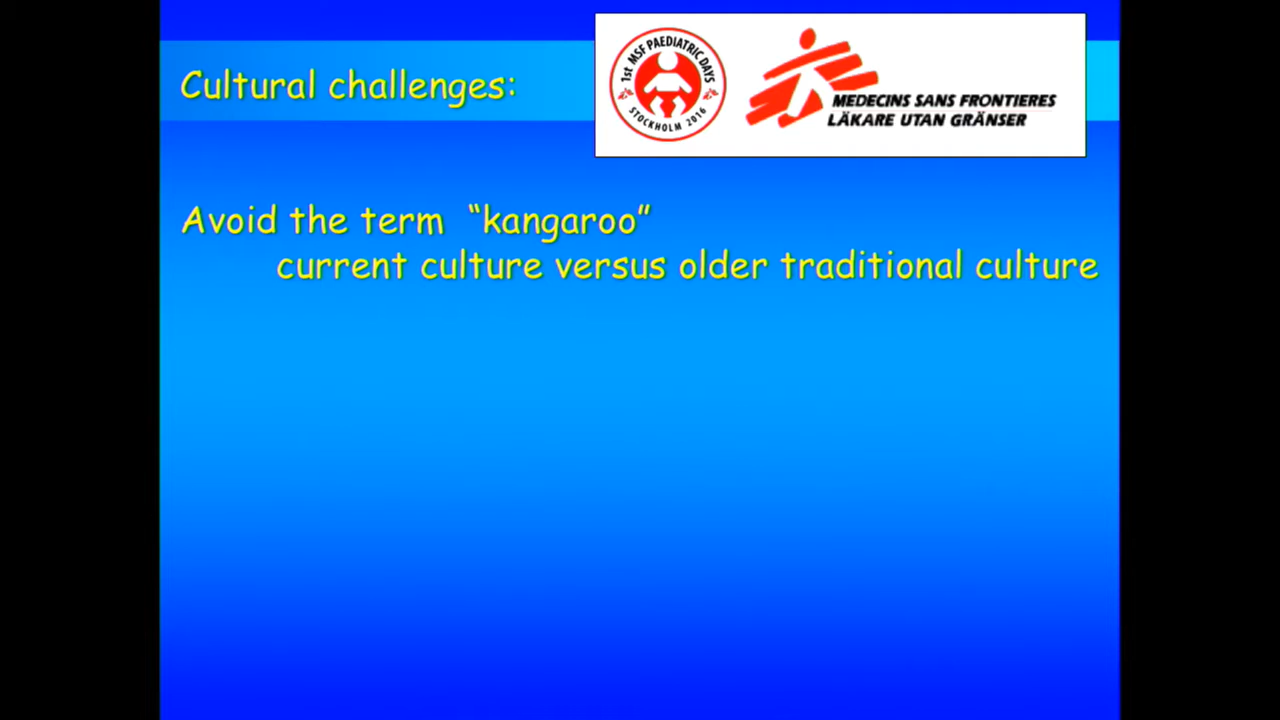 Cultural challenges:
1st MSF PAEDIATRIC DAYS
STOCKHOLM 2016
MEDECINS SANS FRONTIERES
LÄKARE UTAN GRÄNSER
Avoid the term “kangaroo”
current culture versus older traditional culture